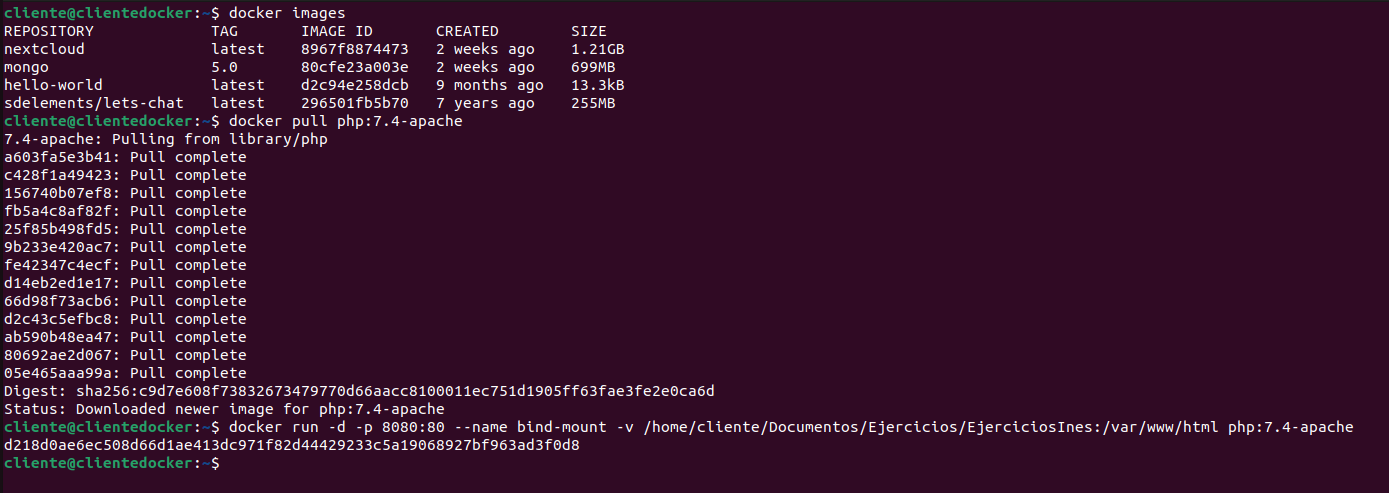 cliente@clientedocker:~$ docker images
REPOSITORY             TAG       IMAGE ID       CREATED        SIZE
nextcloud              latest    8967f8874473   2 weeks ago    1.21GB
mongo                  5.0       80cfe23a003e   2 weeks ago    699MB
hello-world            latest    d2c94e258dcb   9 months ago   13.3kB
sdelements/lets-chat   latest    296501fb5b70   7 years ago    255MB
cliente@clientedocker:~$ docker pull php:7.4-apache
7.4-apache: Pulling from library/php
a603fa5e3b41: Pull complete
c428f1a49423: Pull complete
156740b07ef8: Pull complete
fb5a4c8af82f: Pull complete
25f85b498fd5: Pull complete
9b233e420ac7: Pull complete
fe42347c4ecf: Pull complete
d14eb2ed1e17: Pull complete
66d98f73acb6: Pull complete
d2c43c5efbc8: Pull complete
ab590b48ea47: Pull complete
80692ae2d067: Pull complete
05e465aaa99a: Pull complete
Digest: sha256:c9d7e608f73832673479770d66aacc8100011ec751d1905ff63fae3fe2e0ca6d
Status: Downloaded newer image for php:7.4-apache
cliente@clientedocker:~$ docker run -d -p 8080:80 --name bind-mount -v /home/cliente/Documentos/Ejercicios/EjerciciosInes:/var/www/html php:7.4-apache
d218d0ae6ec508d66d1ae413dc971f82d44429233c5a19068927bf963ad3f0d8
cliente@clientedocker:~$